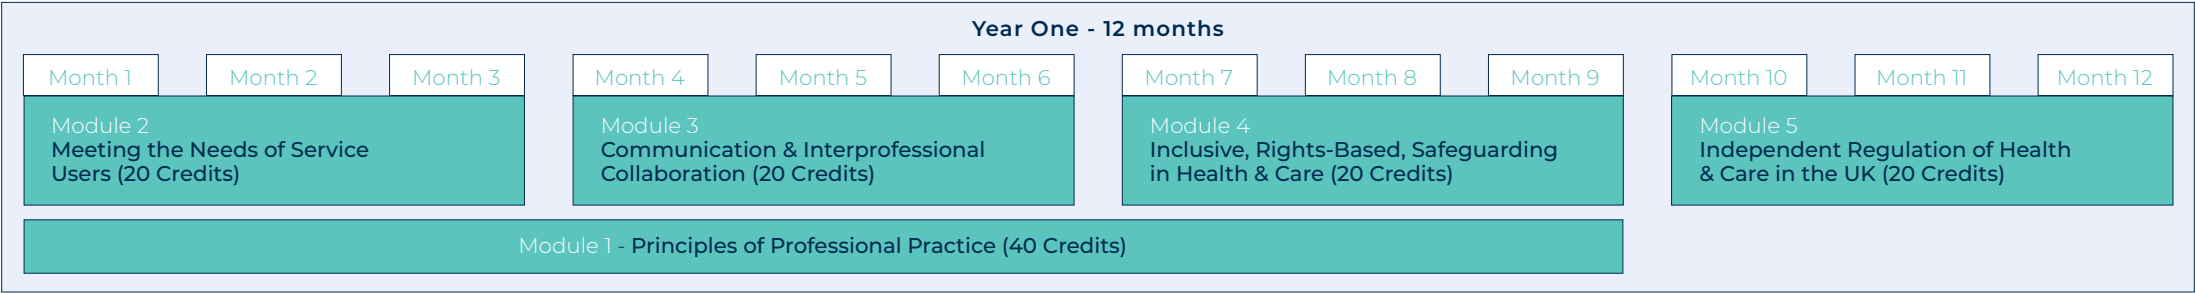 Year One - 12 months
Month 1
Month 2
Month 3
Month 4
Month 5
Month 6
Month 7
Month 8
Month 9
Month 10
Month 11
Month 12
Module 2
Meeting the Needs of Service
Users (20 Credits)
Module 3
Communication & Interprofessional
Collaboration (20 Credits)
Module 4
Inclusive, Rights-Based, Safeguarding
in Health & Care (20 Credits)
Module 5
Independent Regulation of Health
& Care in the UK (20 Credits)
Module 1 - Principles of Professional Practice (40 Credits)